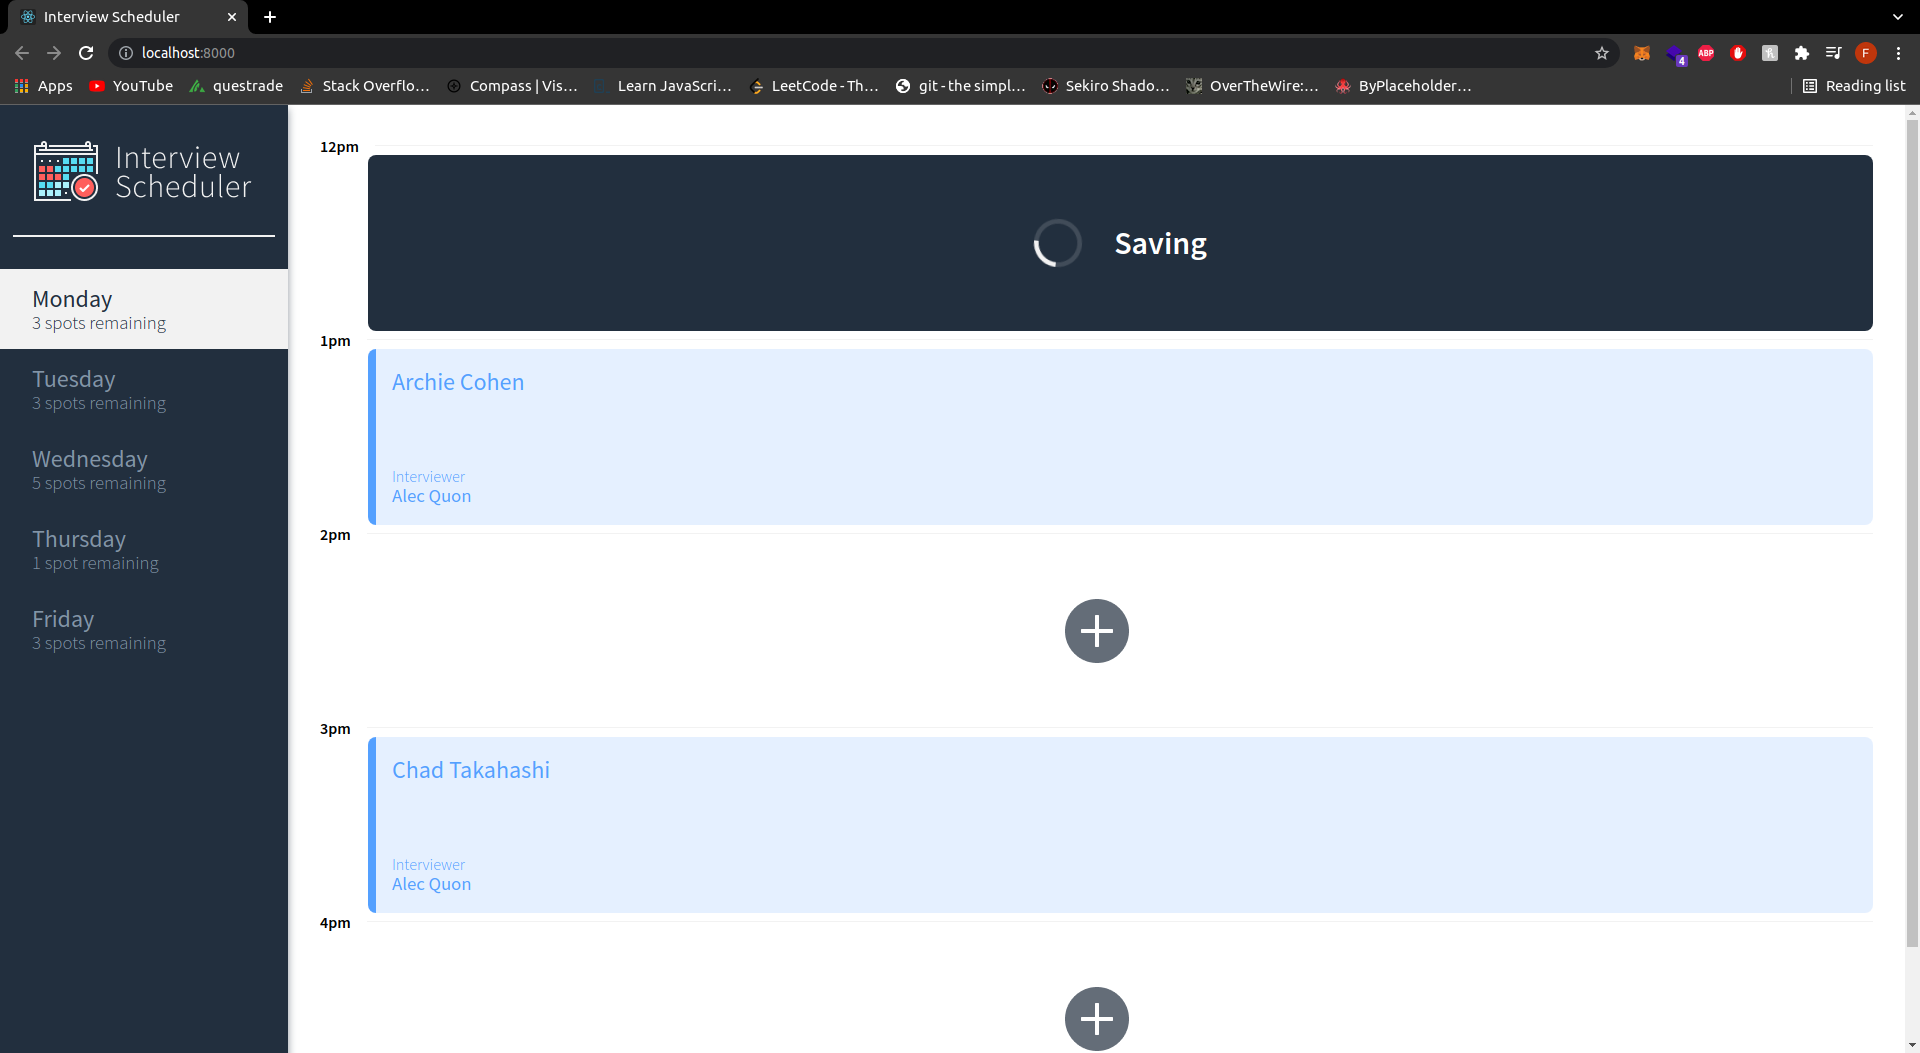 Interview Scheduler
localhost:8000
4
ABP
F
Apps
YouTube
questrade
Stack Overflo...
Compass | Vis...
Learn JavaScri...
LeetCode - Th...
git - the simpl...
Sekiro Shado...
OverTheWire:...
ByPlaceholder...
Reading list
Interview
Scheduler
Monday
3 spots remaining
Tuesday
3 spots remaining
Wednesday
5 spots remaining
Thursday
1 spot remaining
Friday
3 spots remaining
12pm
Saving
1pm
Archie Cohen
Interviewer
Alec Quon
2pm
3pm
Chad Takahashi
Interviewer
Alec Quon
4pm